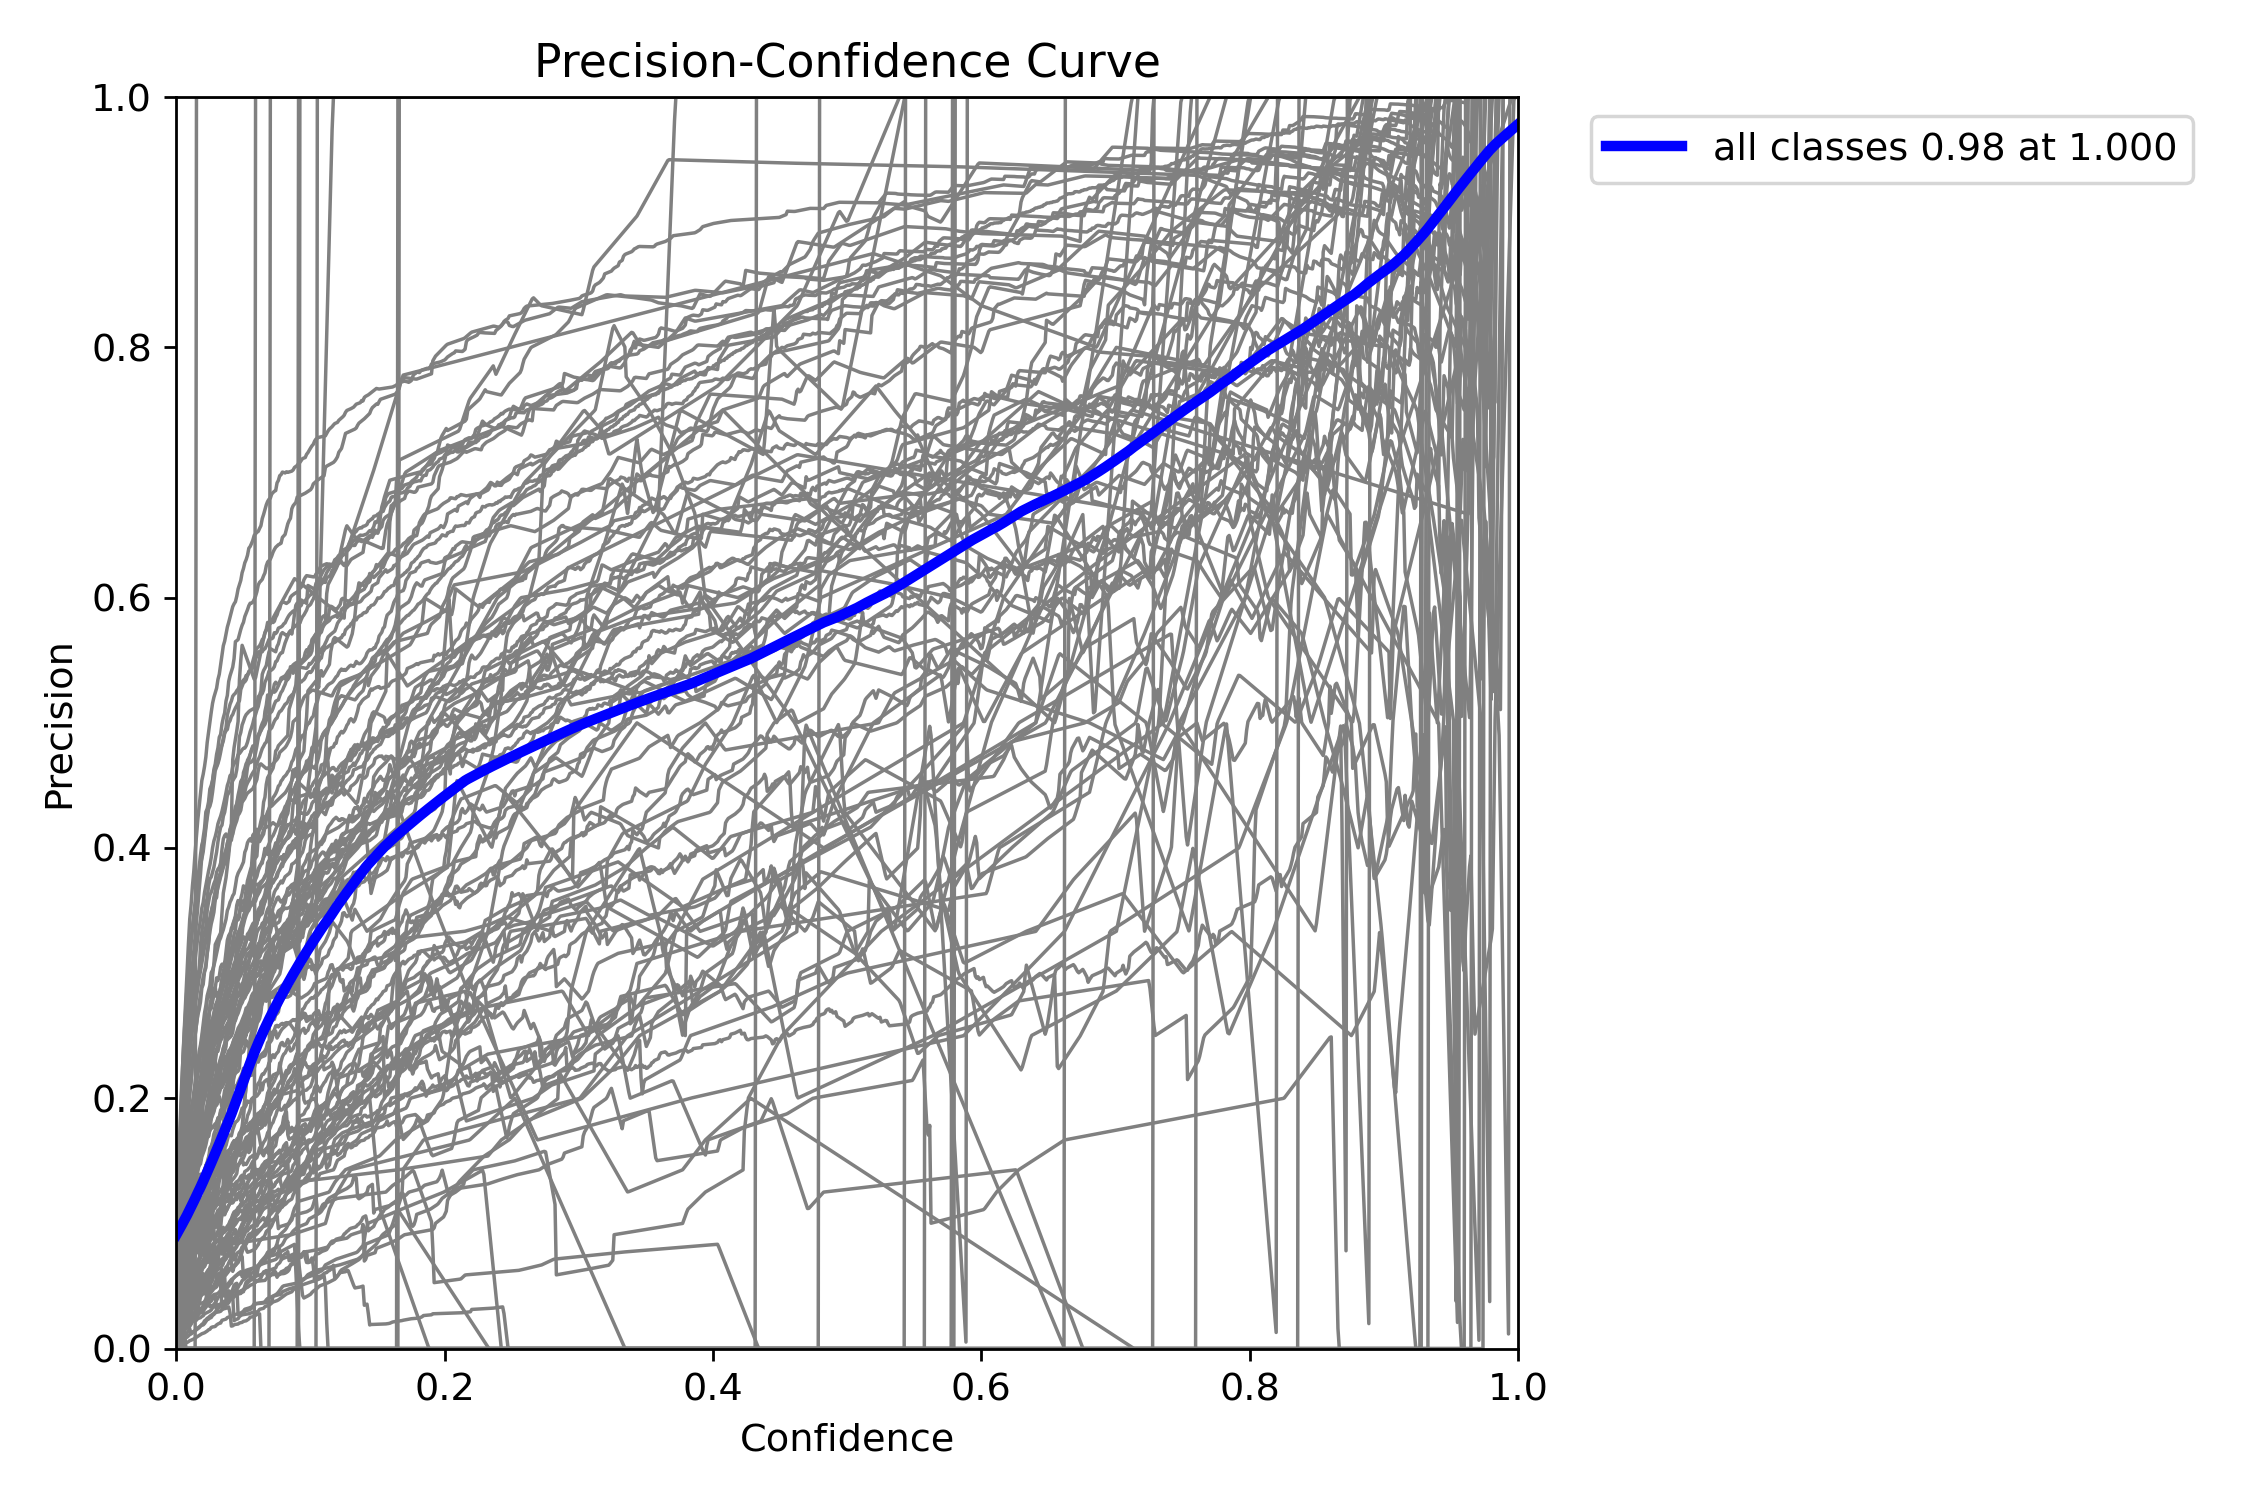 Precision-Confidence Curve
all classes 0.98 at 1.000
Precision
1.0
0.8
0.6
0.4
0.2
0.0
0.0 0.2 0.4 0.6 0.8 1.0
Confidence